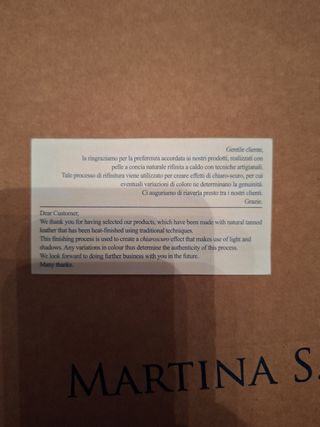 Gentile cliente,
la ringraziamo per la preferenza accordata ai nostri prodotti, realizzati con
pelle a concia naturale rifinita a caldo con tecniche artigianali.
Tale processo di rifinitura viene utilizzato per creare effetti di chiaro-scuro, per cui
eventuali variazioni di colore ne determinano la genuinità.
Ci auguriamo di riaverla presto tra i nostri clienti.
Grazie.
Dear Customer,
We thank you for having selected our products, which have been made with natural tanned
leather that has been heat-finished using traditional techniques.
This finishing process is used to create a chiaroscuro effect that makes use of light and
shadows. Any variations in colour thus determine the authenticity of this process.
We look forward to doing further business with you in the future.
Many thanks.
MARTINA S.